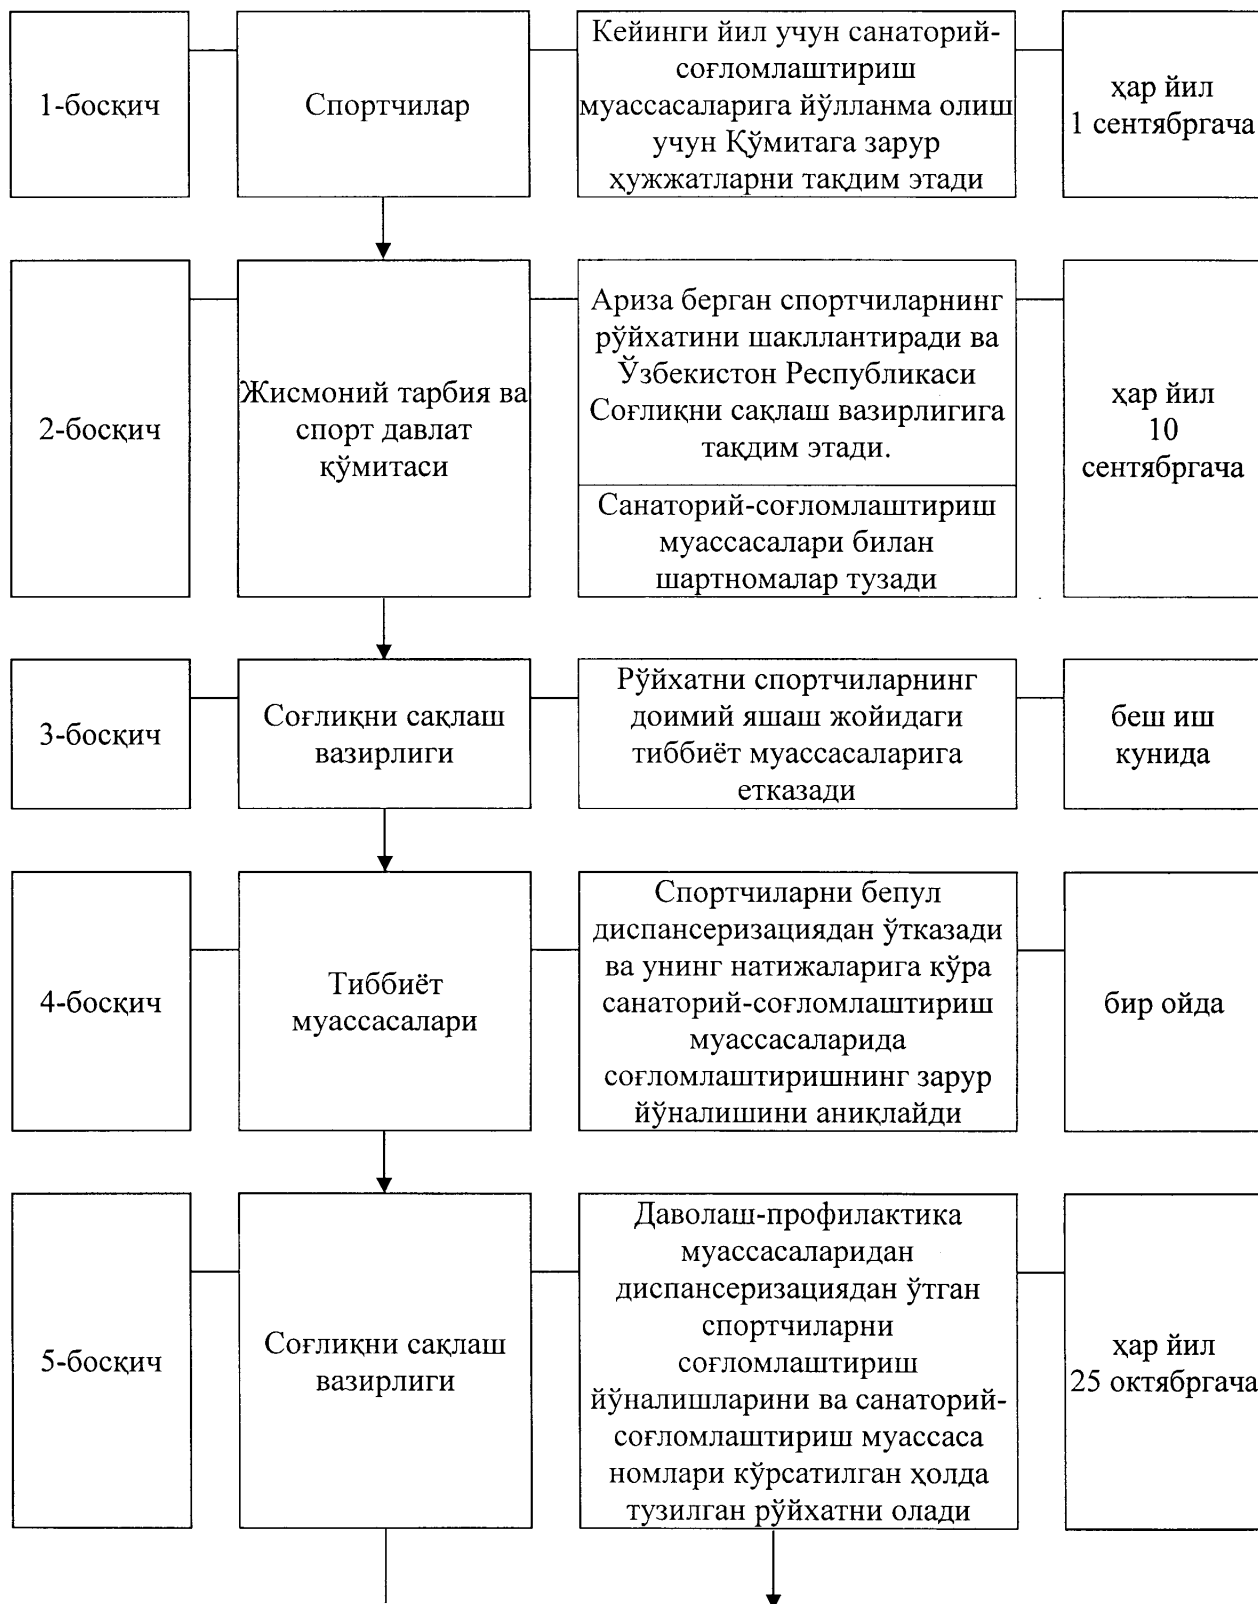 1-босқич
Спортчилар
Кейинги йил учун санаторий-
соғломлаштириш
муассасаларига йўлланма олиш
учун Қўмитага зарур
ҳужжатларни тақдим этади
ҳар йил
1 сентябргача
2-босқич
Жисмоний тарбия ва
спорт давлат
қўмитаси
Ариза берган спортчиларнинг
рўйхатини шакллантиради ва
Ўзбекистон Республикаси
Соғлиқни сақлаш вазирлигига
тақдим этади.
Санаторий-соғломлаштириш
муассасалари билан
шартномалар тузади
ҳар йил
10
сентябргача
3-босқич
Соғлиқни сақлаш
вазирлиги
Рўйхатни спортчиларнинг
доимий яшаш жойидаги
тиббиёт муассасаларига
етказади
беш иш
кунида
4-босқич
Тиббиёт
муассасалари
Спортчиларни бепул
диспансеризациядан ўтказади
ва унинг натижаларига кўра
санаторий-соғломлаштириш
муассасаларида
соғломлаштиришнинг зарур
йўналишини аниқлайди
бир ойда
5-босқич
Соғлиқни сақлаш
вазирлиги
Даволаш-профилактика
муассасаларидан
диспансеризациядан ўтган
спортчиларни
соғломлаштириш
йўналишларини ва санаторий-
соғломлаштириш муассаса
номлари кўрсатилган ҳолда
тузилган рўйхатни олади
ҳар йил
25 октябргача